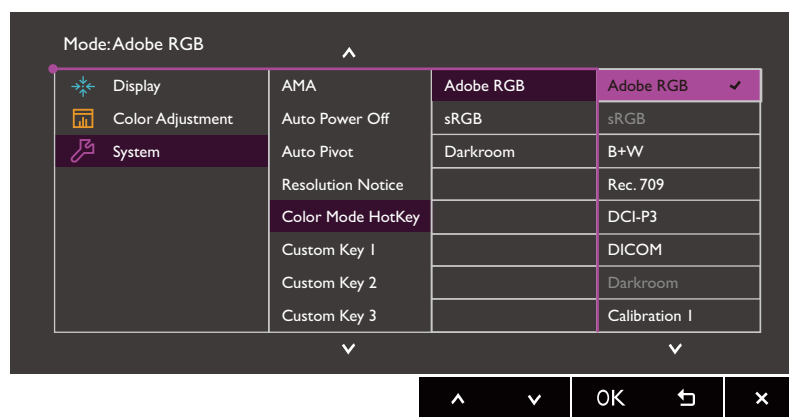 Mode: Adobe RGB
Display
Color Adjustment
System
AMA
Auto Power Off
Auto Pivot
Resolution Notice
Color Mode HotKey
Custom Key 1
Custom Key 2
Custom Key 3
Adobe RGB
sRGB
Darkroom
Adobe RGB
sRGB
B+W
Rec. 709
DCI-P3
DICOM
Darkroom
Calibration 1
OK